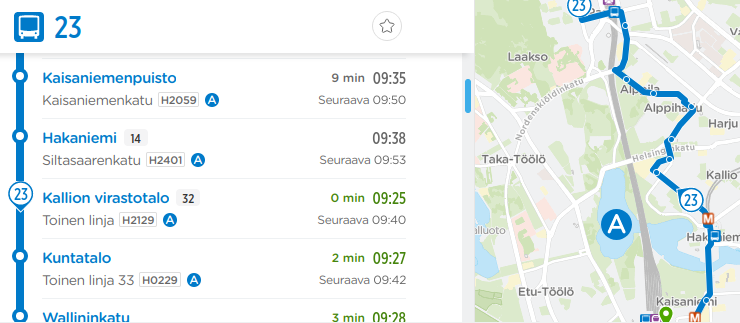 23
Kaisaniemenpuisto 9 min 09:35
Kaisaniemenkatu H2059 A Seuraava 09:50
Hakaniemi 14 09:38
Siltasaarenkatu H2401 A Seuraava 09:53
23
Kallion virastotalo 32 0 min 09:25
Toinen linja H2129 A Seuraava 09:40
Kuntatalo 2 min 09:27
Toinen linja 33 H0229 A Seuraava 09:42
Wallininkatu 3 min 09:28
23
Laakso
Nordenskiöldinkatu
Alppila
Alppiharju
Harju
Helsinginkatu
Taka-Töölö
Kallio
23
M
A
Hakaniemi
Etu-Töölö
Kaisaniemi
M